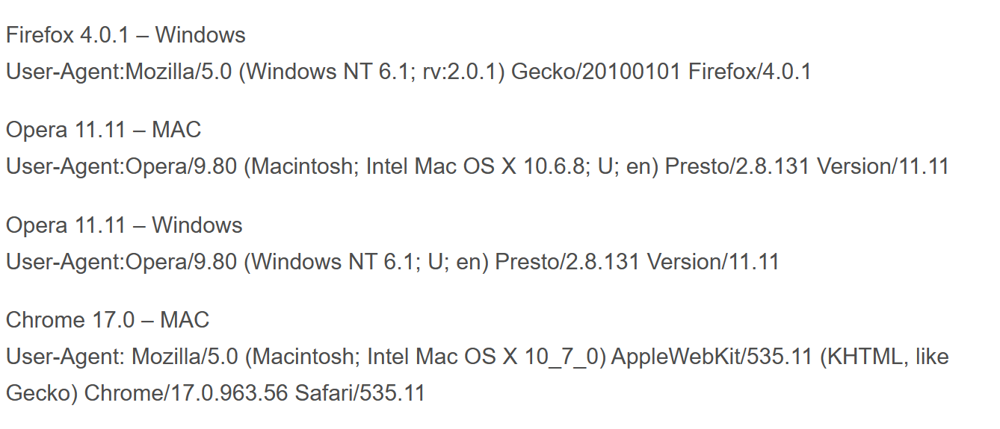 Firefox 4.0.1 – Windows
User-Agent:Mozilla/5.0 (Windows NT 6.1; rv:2.0.1) Gecko/20100101 Firefox/4.0.1
Opera 11.11 – MAC
User-Agent:Opera/9.80 (Macintosh; Intel Mac OS X 10.6.8; U; en) Presto/2.8.131 Version/11.11
Opera 11.11 – Windows
User-Agent:Opera/9.80 (Windows NT 6.1; U; en) Presto/2.8.131 Version/11.11
Chrome 17.0 – MAC
User-Agent: Mozilla/5.0 (Macintosh; Intel Mac OS X 10_7_0) AppleWebKit/535.11 (KHTML, like
Gecko) Chrome/17.0.963.56 Safari/535.11